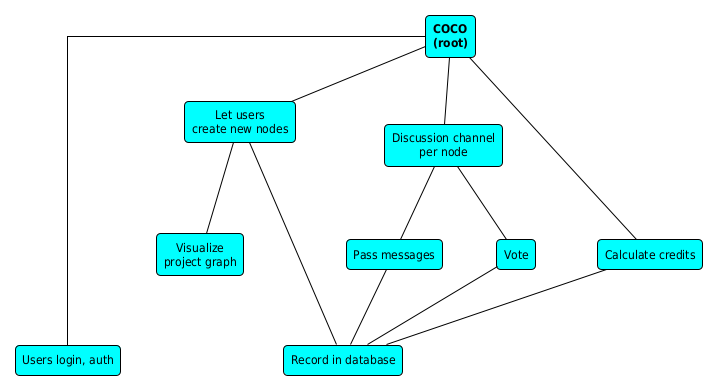 COCO
(root)
Let users
create new nodes
Discussion channel
per node
Visualize
project graph
Pass messages
Vote
Calculate credits
Users login, auth
Record in database